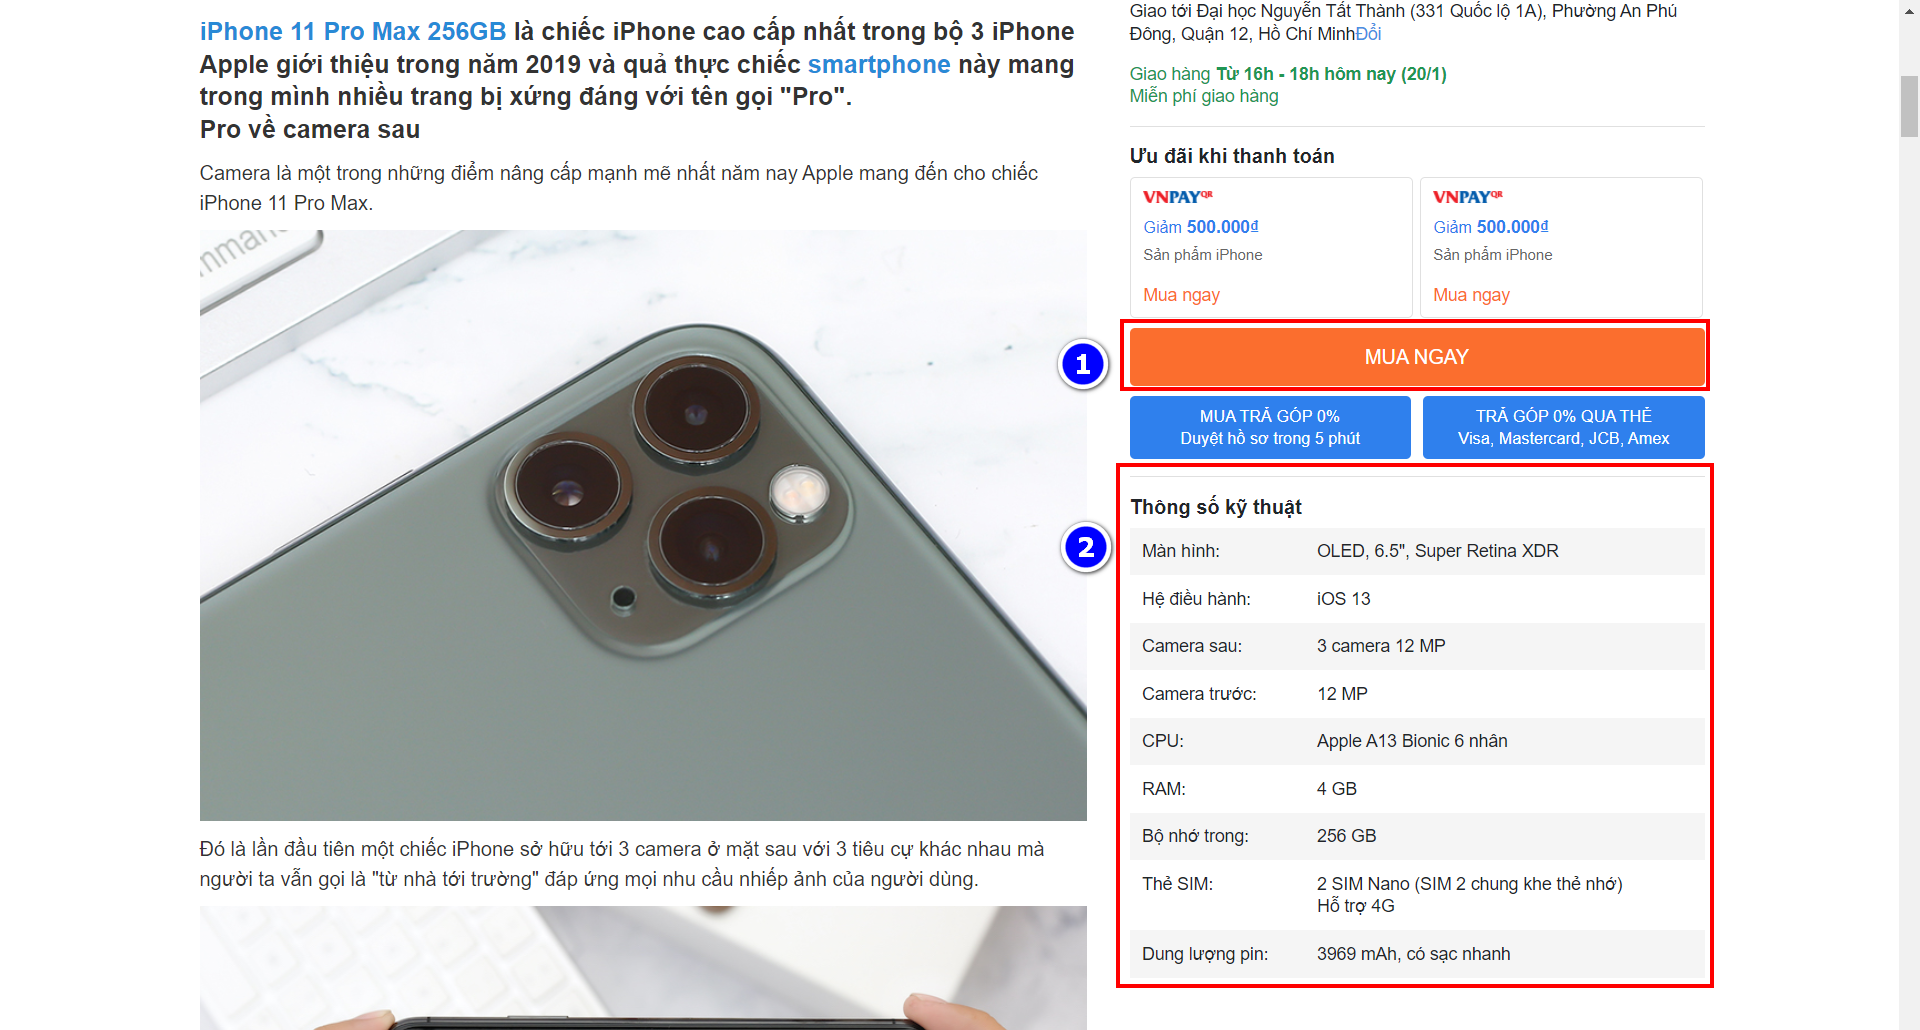 iPhone 11 Pro Max 256GB là chiếc iPhone cao cấp nhất trong bộ 3 iPhone
Apple giới thiệu trong năm 2019 và quả thực chiếc smartphone này mang
trong mình nhiều trang bị xứng đáng với tên gọi "Pro".
Pro về camera sau
Camera là một trong những điểm nâng cấp mạnh mẽ nhất năm nay Apple mang đến cho chiếc
iPhone 11 Pro Max.
Đó là lần đầu tiên một chiếc iPhone sở hữu tới 3 camera ở mặt sau với 3 tiêu cự khác nhau mà
người ta vẫn gọi là "từ nhà tới trường" đáp ứng mọi nhu cầu nhiếp ảnh của người dùng.
Giao tới Đại học Nguyễn Tất Thành (331 Quốc lộ 1A), Phường An Phú
Đông, Quận 12, Hồ Chí MinhĐổi
Giao hàng Từ 16h - 18h hôm nay (20/1)
Miễn phí giao hàng
Ưu đãi khi thanh toán
VNPAYQR
Giảm 500.000₫
Sản phẩm iPhone
Mua ngay
VNPAYQR
Giảm 500.000₫
Sản phẩm iPhone
Mua ngay
1
MUA NGAY
MUA TRẢ GÓP 0%
Duyệt hồ sơ trong 5 phút
TRẢ GÓP 0% QUA THẺ
Visa, Mastercard, JCB, Amex
2
Thông số kỹ thuật
Màn hình: OLED, 6.5", Super Retina XDR
Hệ điều hành: iOS 13
Camera sau: 3 camera 12 MP
Camera trước: 12 MP
CPU: Apple A13 Bionic 6 nhân
RAM: 4 GB
Bộ nhớ trong: 256 GB
Thẻ SIM: 2 SIM Nano (SIM 2 chung khe thẻ nhớ)
Hỗ trợ 4G
Dung lượng pin: 3969 mAh, có sạc nhanh